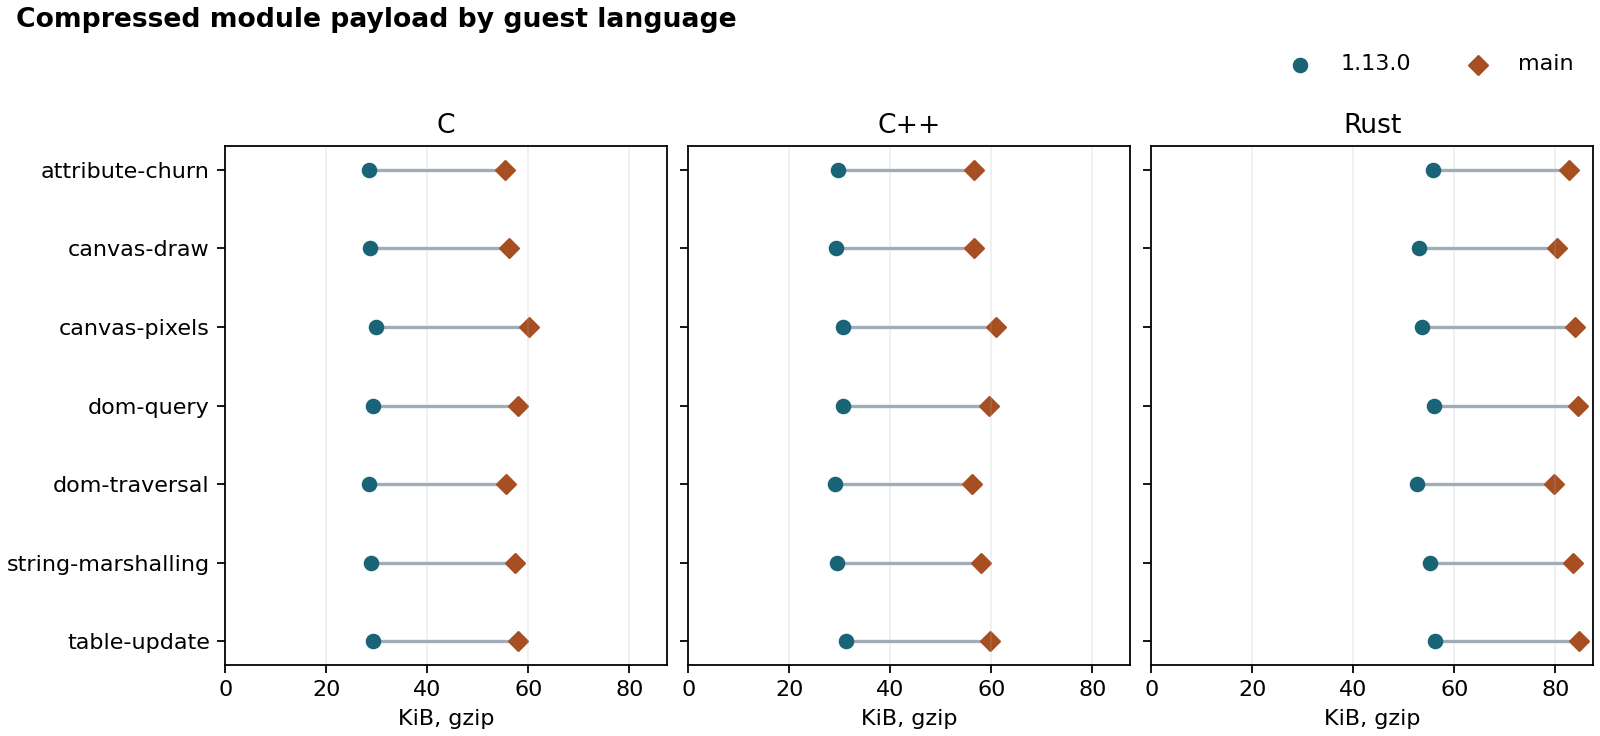 Compressed module payload by guest language
1.13.0 main
C C++ Rust
attribute-churn
canvas-draw
canvas-pixels
dom-query
dom-traversal
string-marshalling
table-update
0 20 40 60 80 0 20 40 60 80 0 20 40 60 80
KiB, gzip KiB, gzip KiB, gzip